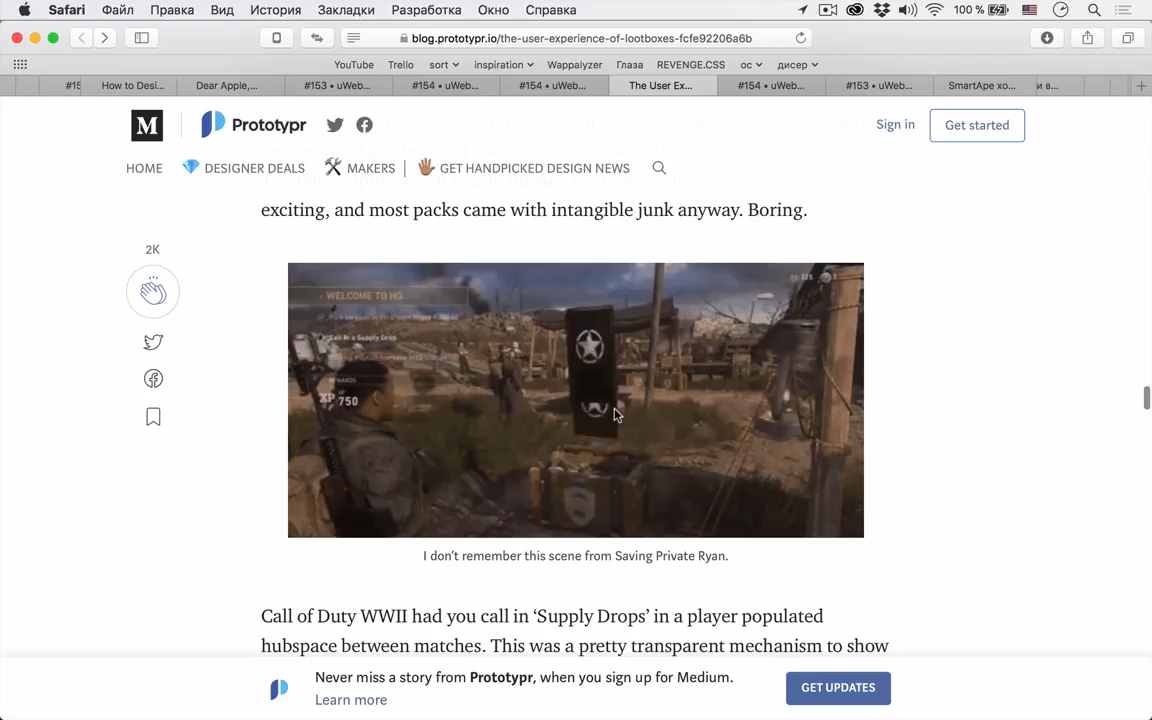 Safari Файл Правка Вид История Закладки Разработка Окно Справка 100 %
blog.prototypr.io/the-user-experience-of-lootboxes-fcfe92206a6b
YouTube Trello sort inspiration Wappalyzer Глаза REVENGE.CSS ос дисер
#15 How to Desi... Dear Apple,... #153 • uWeb... #154 • uWeb... #154 • uWeb... The User Ex... #154 • uWeb... #153 • uWeb... SmartApe хо... и в...
M Prototypr Sign in Get started
HOME DESIGNER DEALS MAKERS GET HANDPICKED DESIGN NEWS
exciting, and most packs came with intangible junk anyway. Boring.
2K
WELCOME TO HQ
Call in a Supply Drop
REWARDS
XP 750
I don’t remember this scene from Saving Private Ryan.
Call of Duty WWII had you call in ‘Supply Drops’ in a player populated
hubspace between matches. This was a pretty transparent mechanism to show
Never miss a story from Prototypr, when you sign up for Medium.
Learn more
GET UPDATES